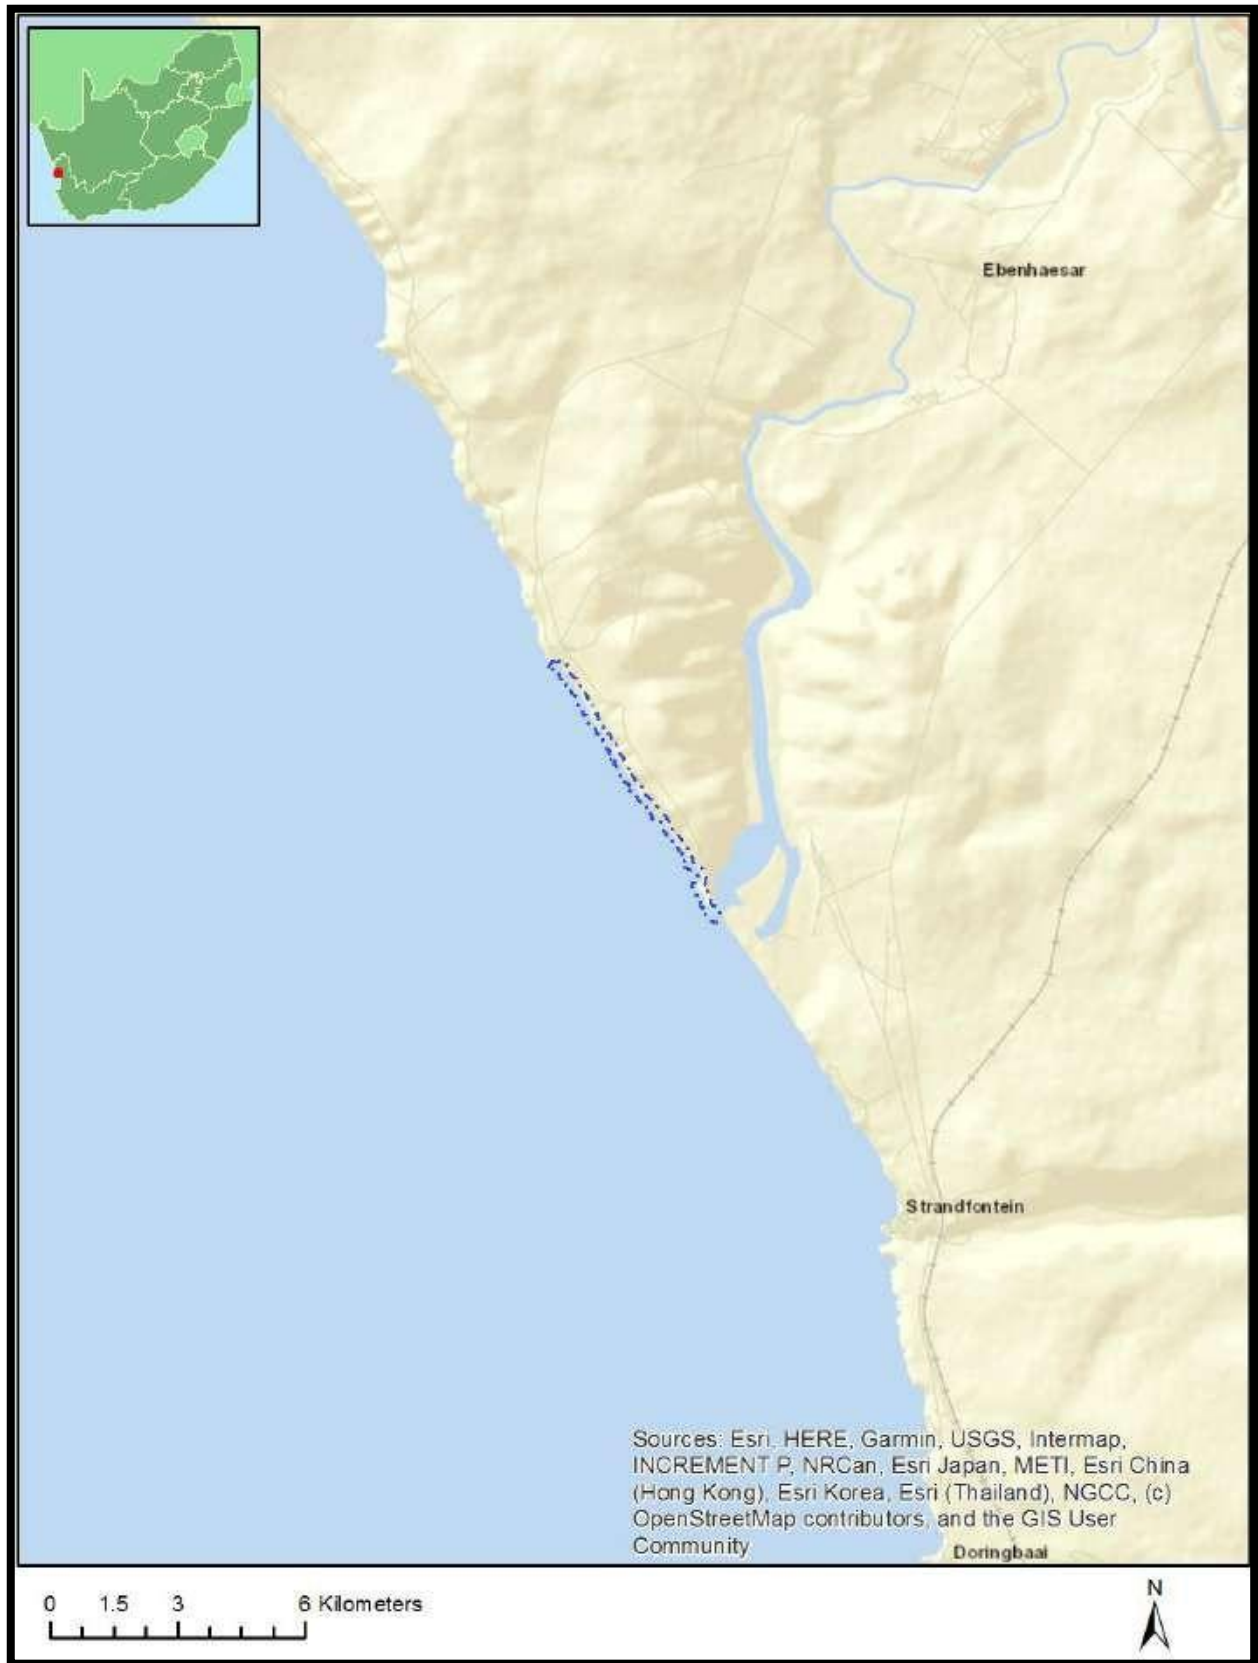 Ebenhaesar
Strandfontein
Sources: Esri, HERE, Garmin, USGS, Intermap,
INCREMENT P, NRCan, Esri Japan, METI, Esri China
(Hong Kong), Esri Korea, Esri (Thailand), NGCC, (c)
OpenStreetMap contributors, and the GIS User
Community
Doringbaai
0 1.5 3 6 Kilometers
N